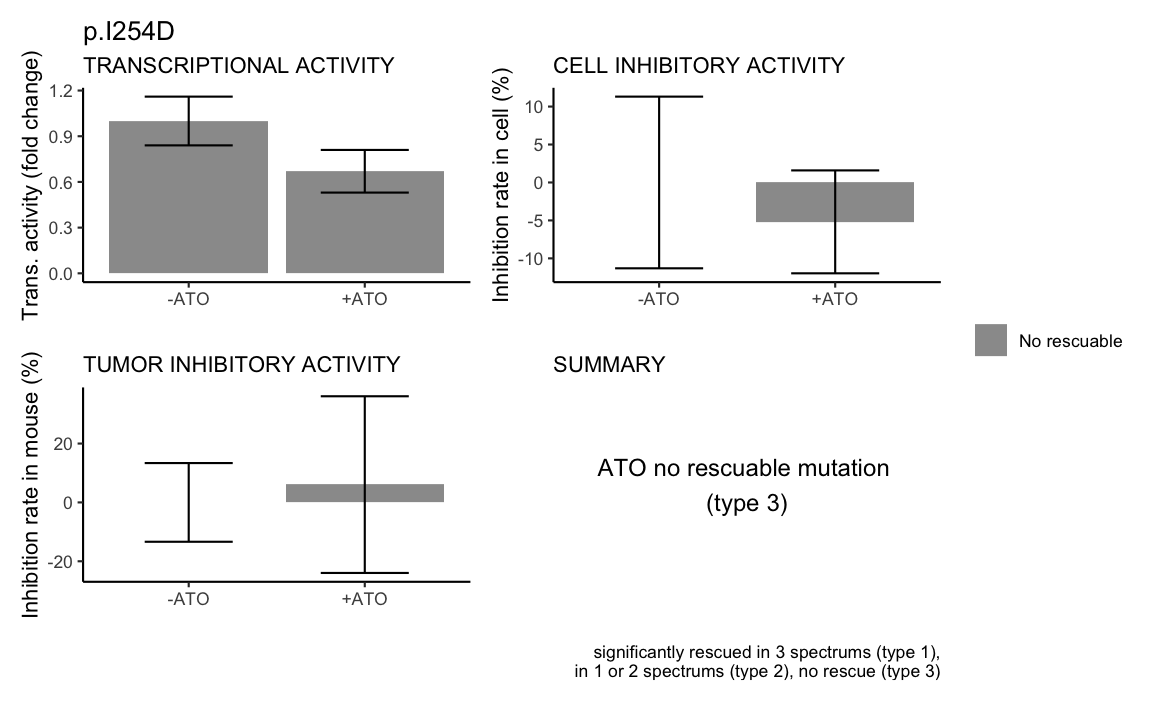 p.I254D
TRANSCRIPTIONAL ACTIVITY
Trans. activity (fold change)
1.2
0.9
0.6
0.3
0.0
-ATO
+ATO
CELL INHIBITORY ACTIVITY
Inhibition rate in cell (%)
10
5
0
-5
-10
-ATO
+ATO
No rescuable
TUMOR INHIBITORY ACTIVITY
Inhibition rate in mouse (%)
20
0
-20
-ATO
+ATO
SUMMARY
ATO no rescuable mutation
(type 3)
significantly rescued in 3 spectrums (type 1),
in 1 or 2 spectrums (type 2), no rescue (type 3)